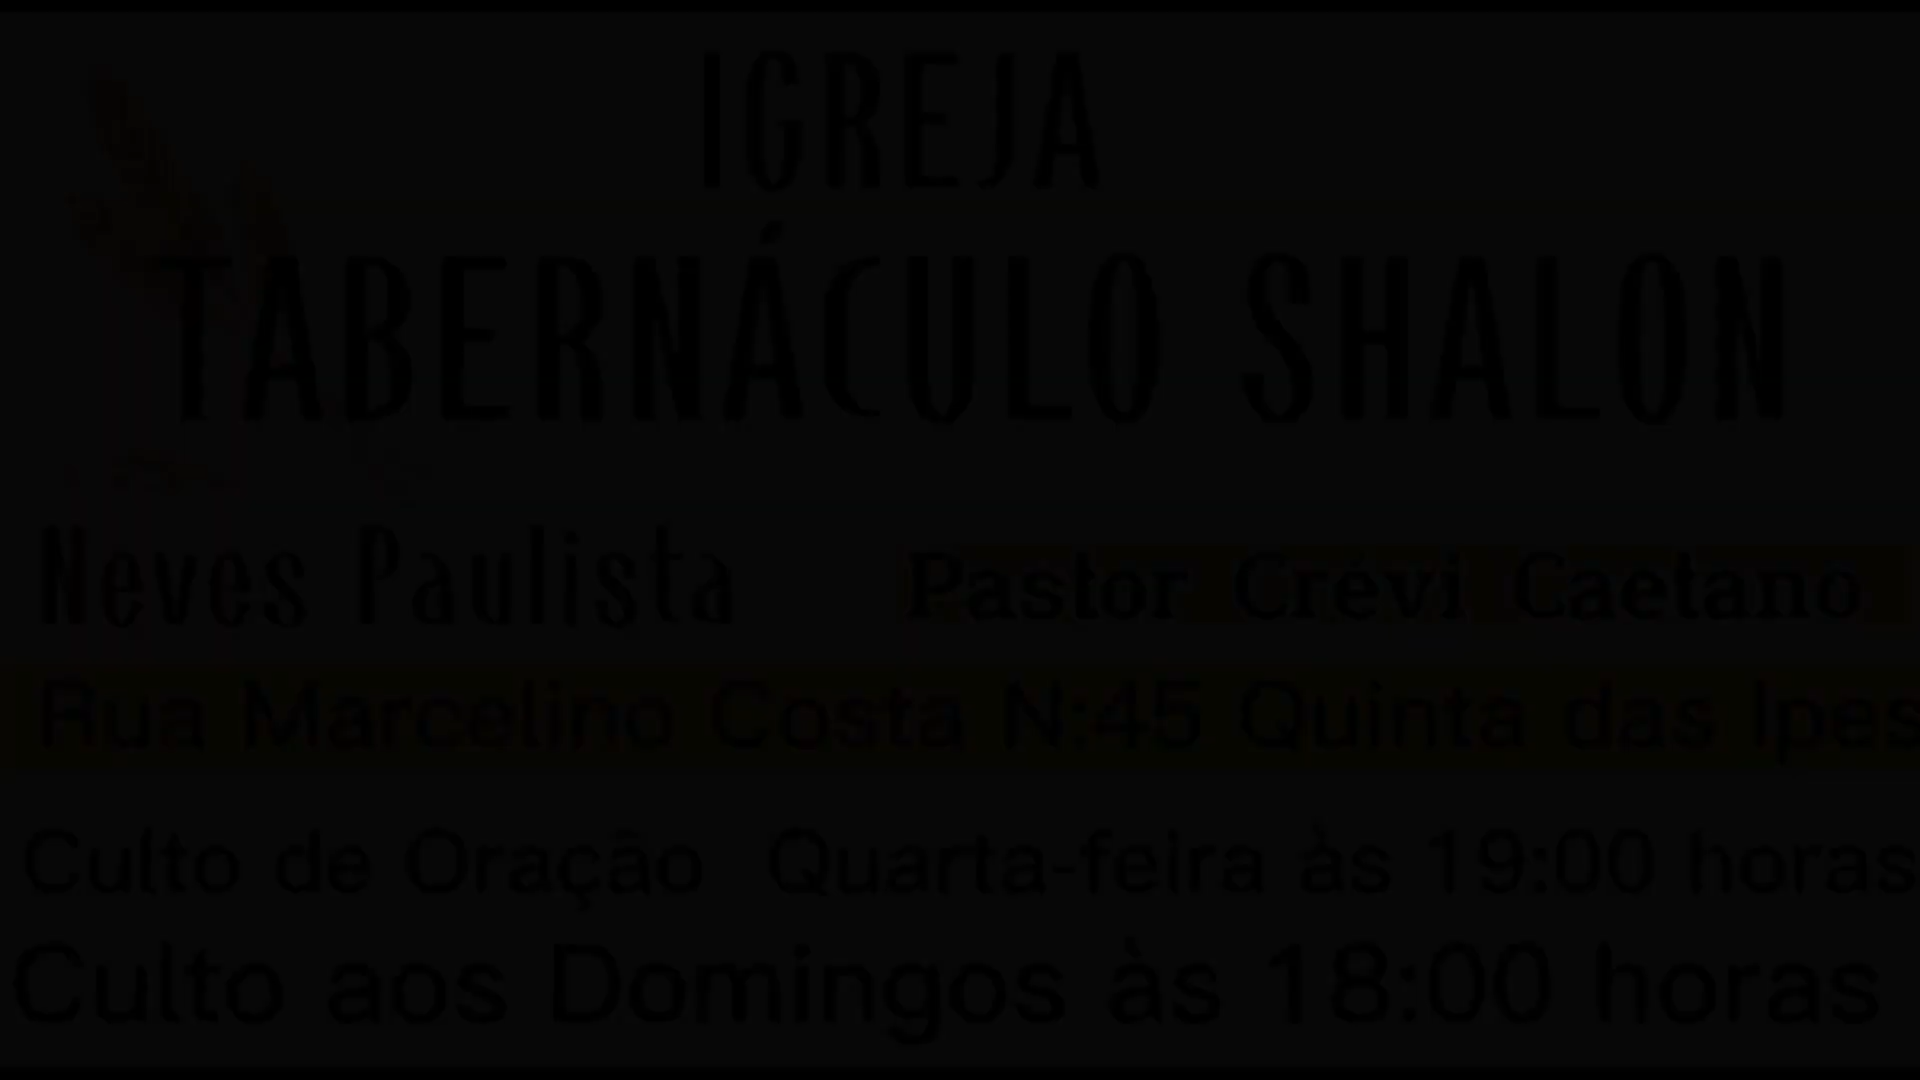 IGREJA
TABERNÁCULO SHALON
Neves Paulista Pastor Crévi Caetano
Rua Marcelino Costa N:45 Quinta das Ipes
Culto de Oração Quarta-feira às 19:00 horas
Culto aos Domingos às 18:00 horas